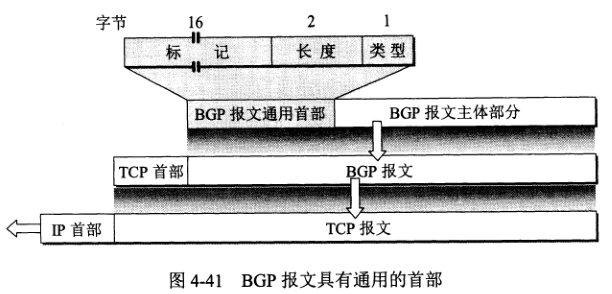 字节 16 2 1
标 记 长 度 类 型
BGP 报文通用首部 BGP 报文主体部分
TCP 首部 BGP 报文
IP 首部 TCP 报文
图 4-41 BGP 报文具有通用的首部